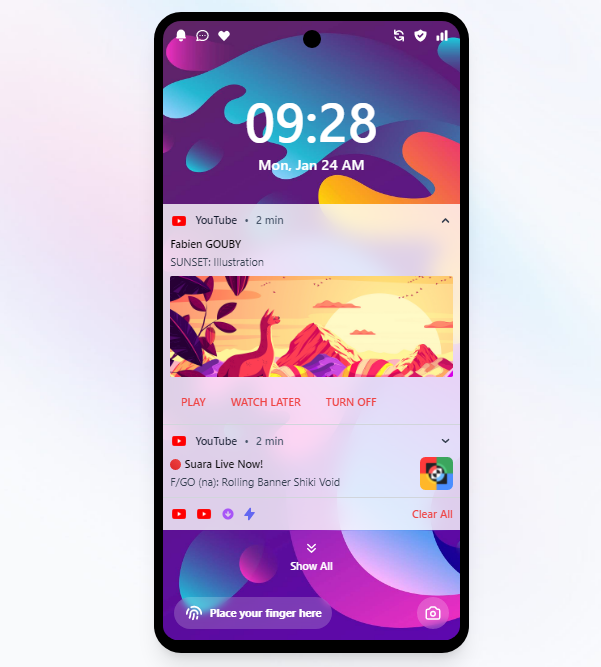 09:28
Mon, Jan 24 AM
YouTube • 2 min
Fabien GOUBY
SUNSET: Illustration
PLAY WATCH LATER TURN OFF
YouTube • 2 min
Suara Live Now!
F/GO (na): Rolling Banner Shiki Void
Clear All
Show All
Place your finger here